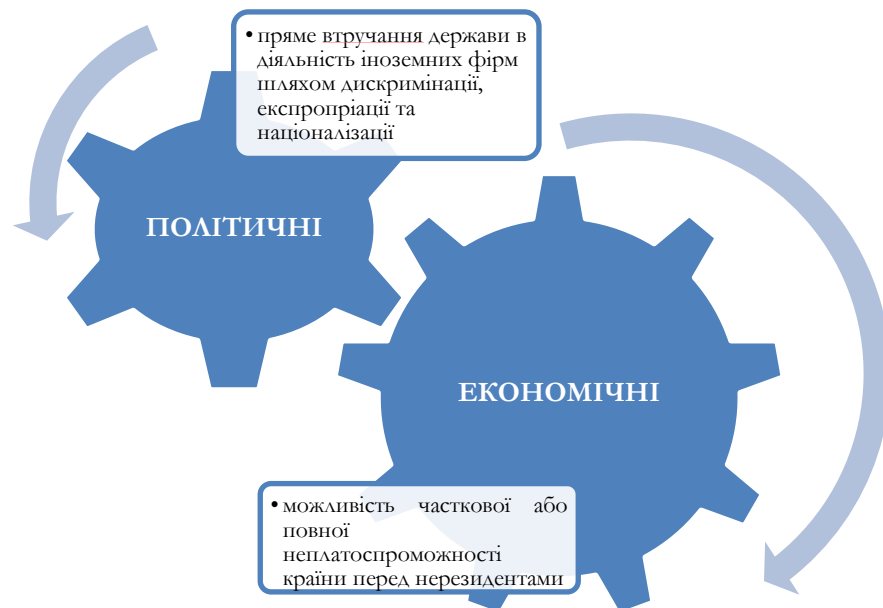 • пряме втручання держави в
діяльність іноземних фірм
шляхом дискримінації,
експропріації та
націоналізації
ПОЛІТИЧНІ
ЕКОНОМІЧНІ
• можливість часткової або
повної
неплатоспроможності
країни перед нерезидентами